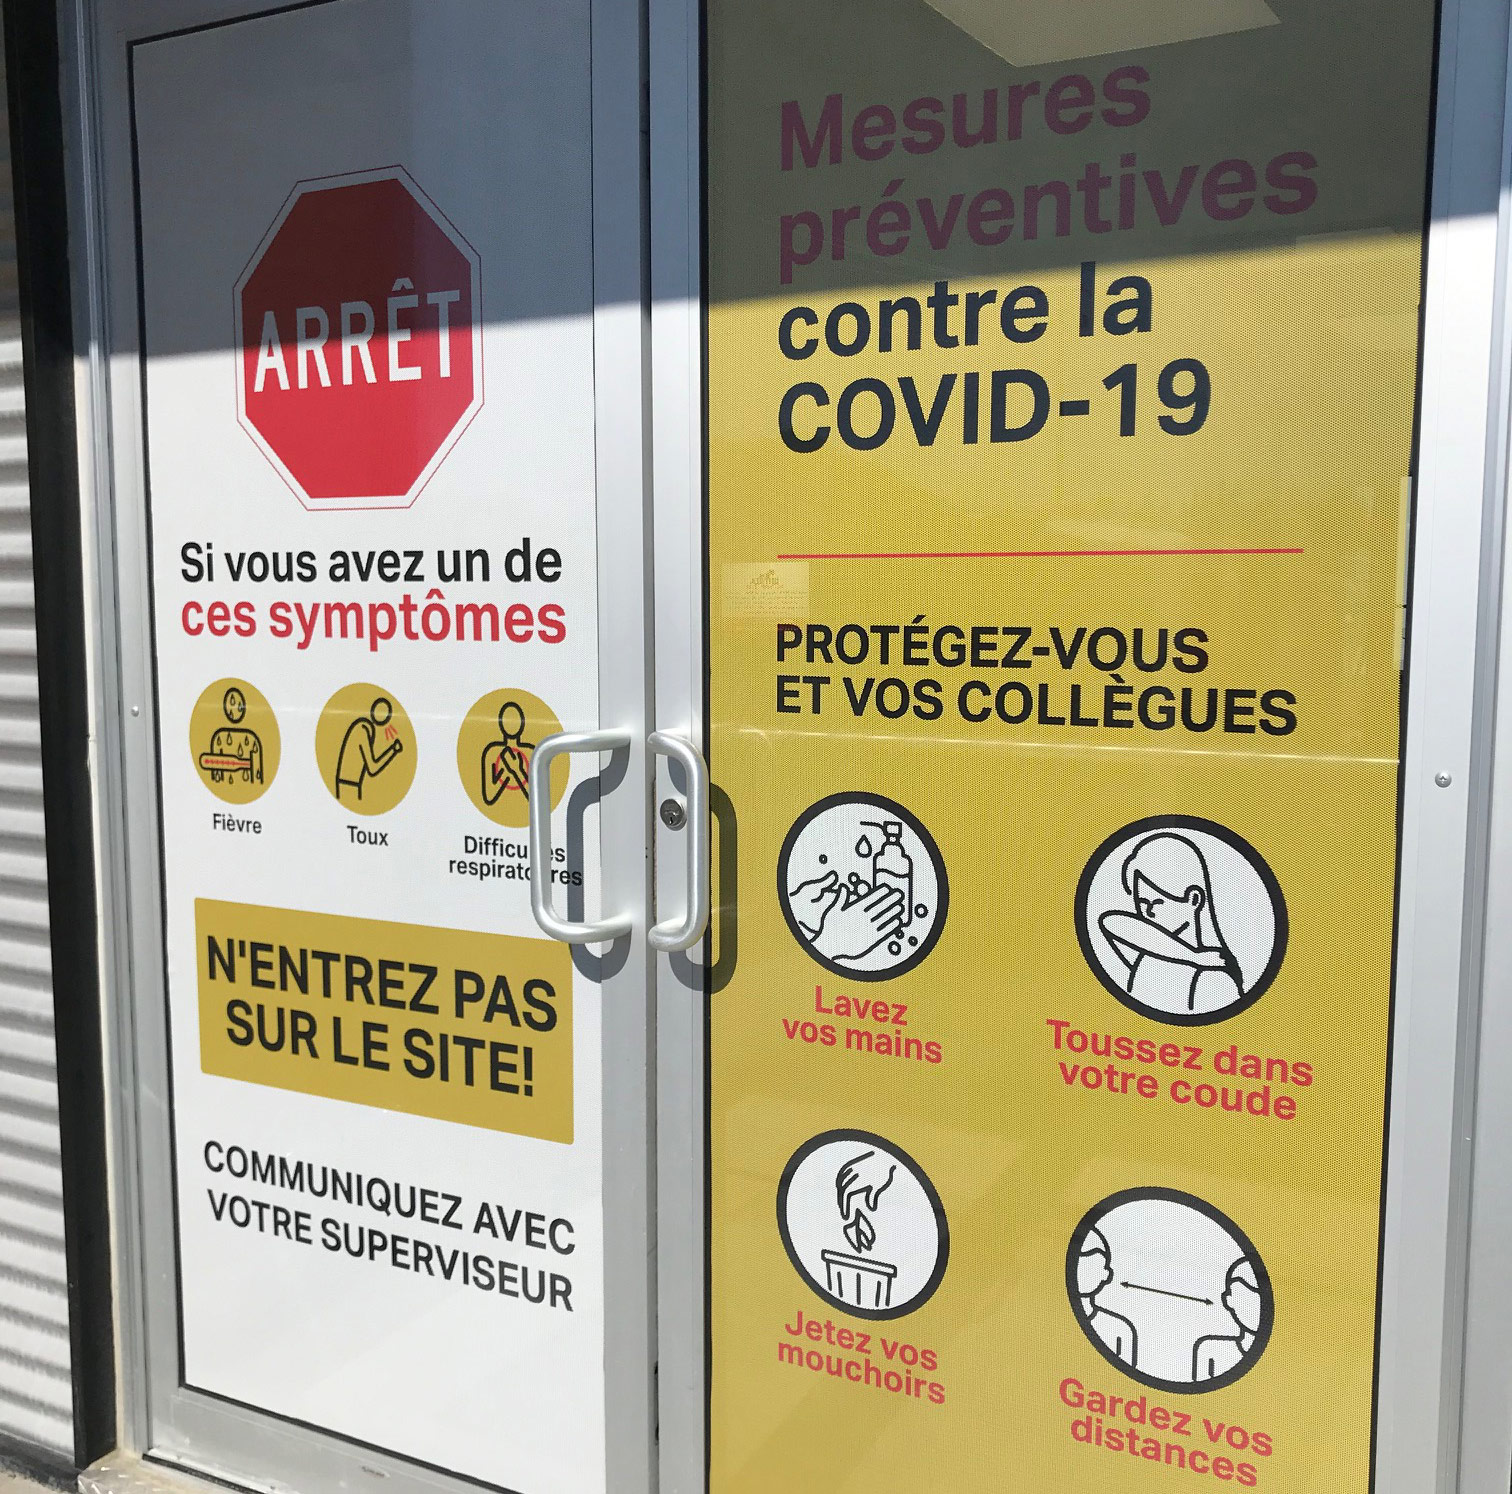 ARRÊT
Si vous avez un de
ces symptômes
Fièvre
Toux
N'ENTREZ PAS
SUR LE SITE!
COMMUNIQUEZ AVEC
VOTRE SUPERVISEUR
Mesures
préventives
contre la
COVID-19
PROTÉGEZ-VOUS
ET VOS COLLÈGUES
Lavez
vos mains
Toussez dans
votre coude
Jetez vos
mouchoirs
Gardez vos
distances